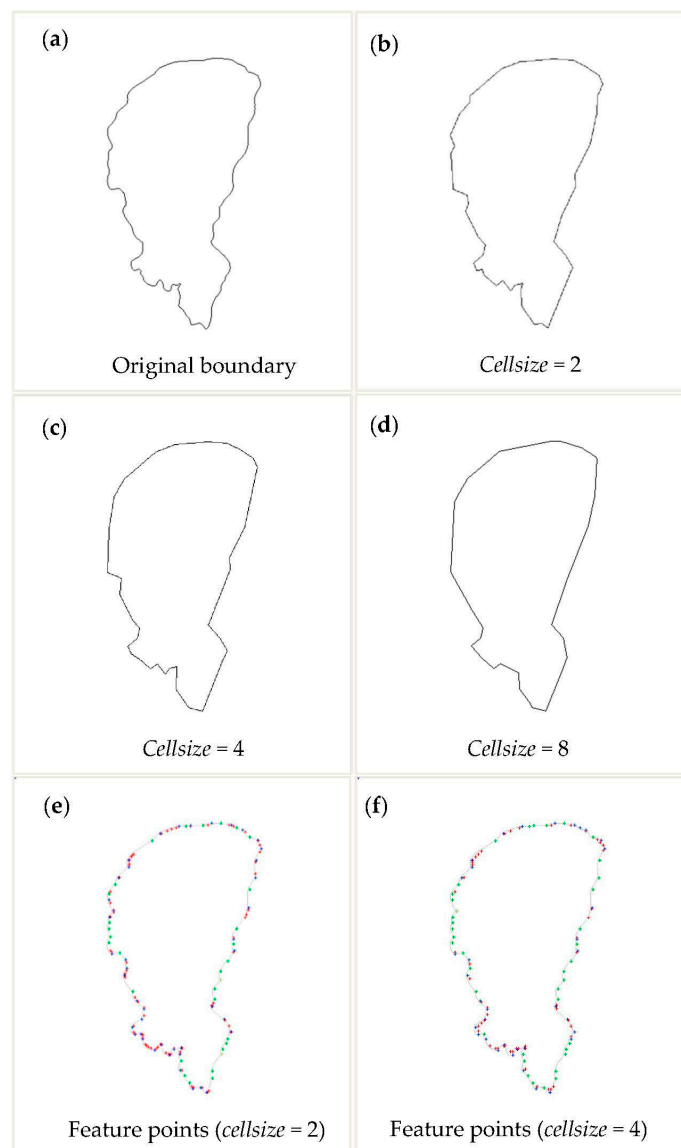 (a)
Original boundary
(b)
Cellsize = 2
(c)
Cellsize = 4
(d)
Cellsize = 8
(e)
Feature points (cellsize = 2)
(f)
Feature points (cellsize = 4)